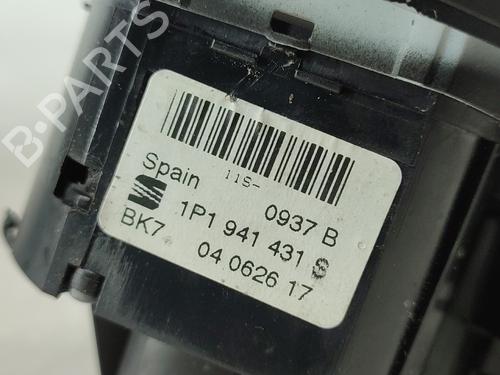 B-PARTS
Spain 11S- 0937 B
1P1 941 431 S
BK7
04 0626 17